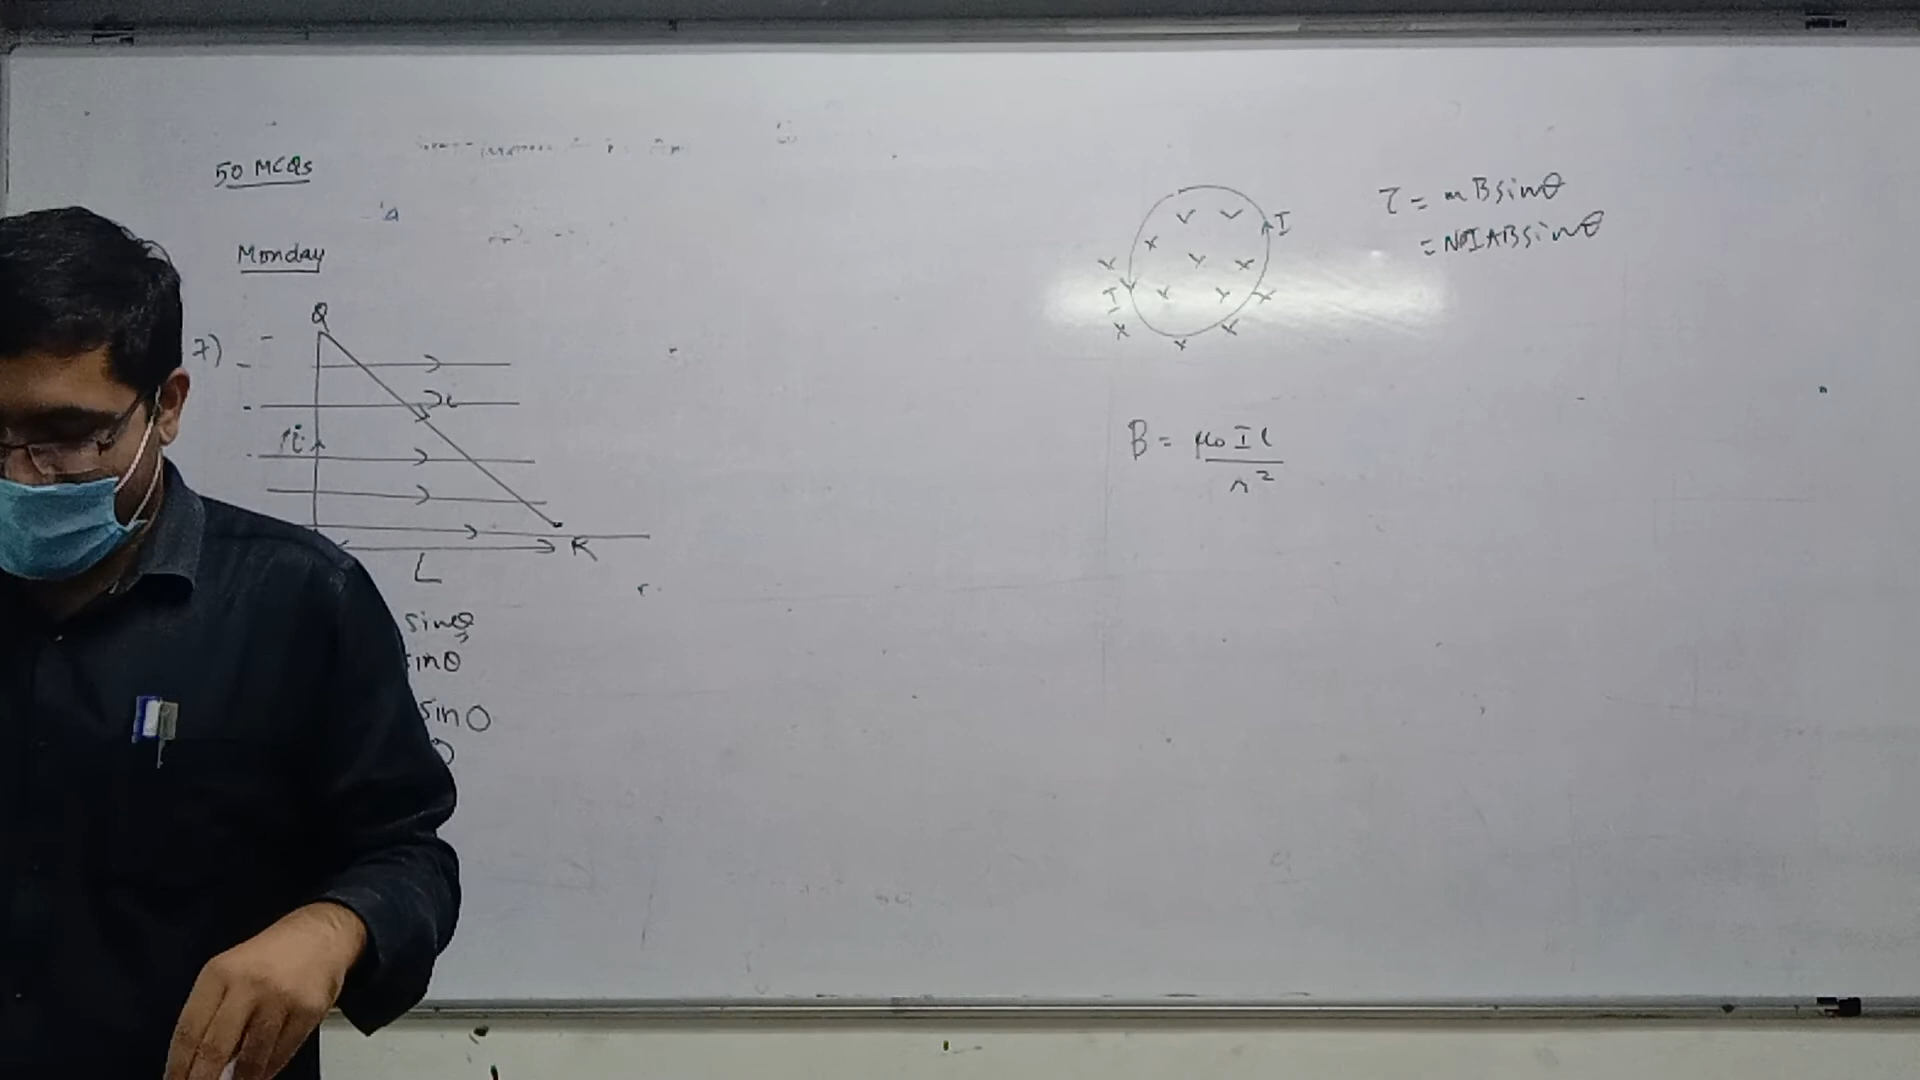 50 MCQs
Monday
7)
Q
i
R
L
sinθ
sinθ
sinθ
I
I
τ = mBsinθ
= NIABsinθ
B = μ₀Il
r²